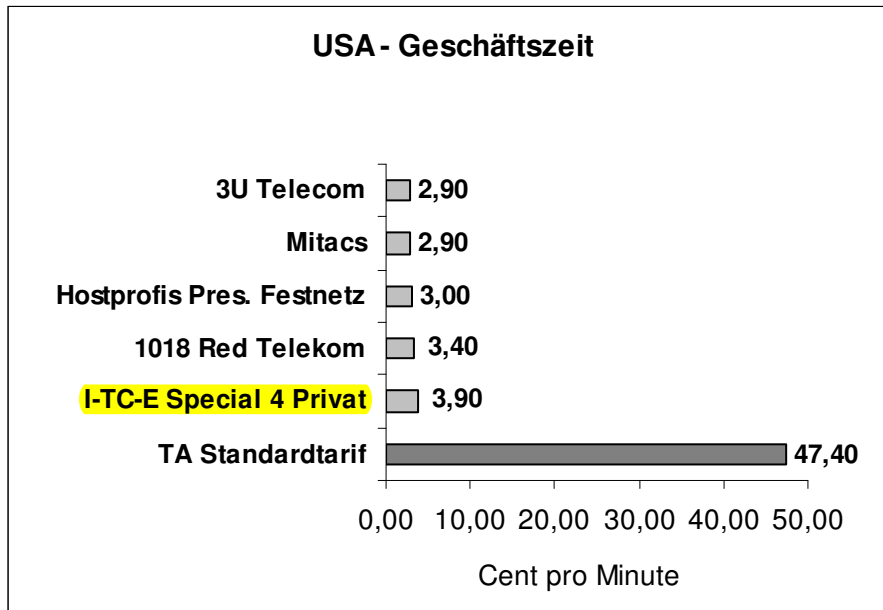 USA - Geschäftszeit
3U Telecom 2,90
Mitacs 2,90
Hostprofis Pres. Festnetz 3,00
1018 Red Telekom 3,40
I-TC-E Special 4 Privat 3,90
TA Standardtarif 47,40
0,00 10,00 20,00 30,00 40,00 50,00
Cent pro Minute